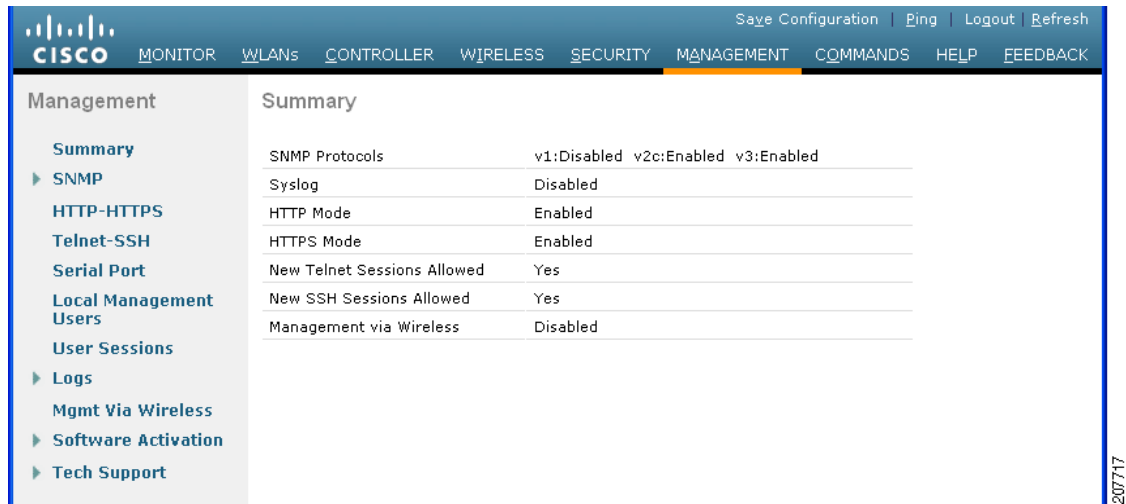 Save Configuration | Ping | Logout | Refresh
CISCO MONITOR WLANs CONTROLLER WIRELESS SECURITY MANAGEMENT COMMANDS HELP FEEDBACK
Management
Summary
SNMP
HTTP-HTTPS
Telnet-SSH
Serial Port
Local Management
Users
User Sessions
Logs
Mgmt Via Wireless
Software Activation
Tech Support
Summary
SNMP Protocols v1:Disabled v2c:Enabled v3:Enabled
Syslog Disabled
HTTP Mode Enabled
HTTPS Mode Enabled
New Telnet Sessions Allowed Yes
New SSH Sessions Allowed Yes
Management via Wireless Disabled
207717